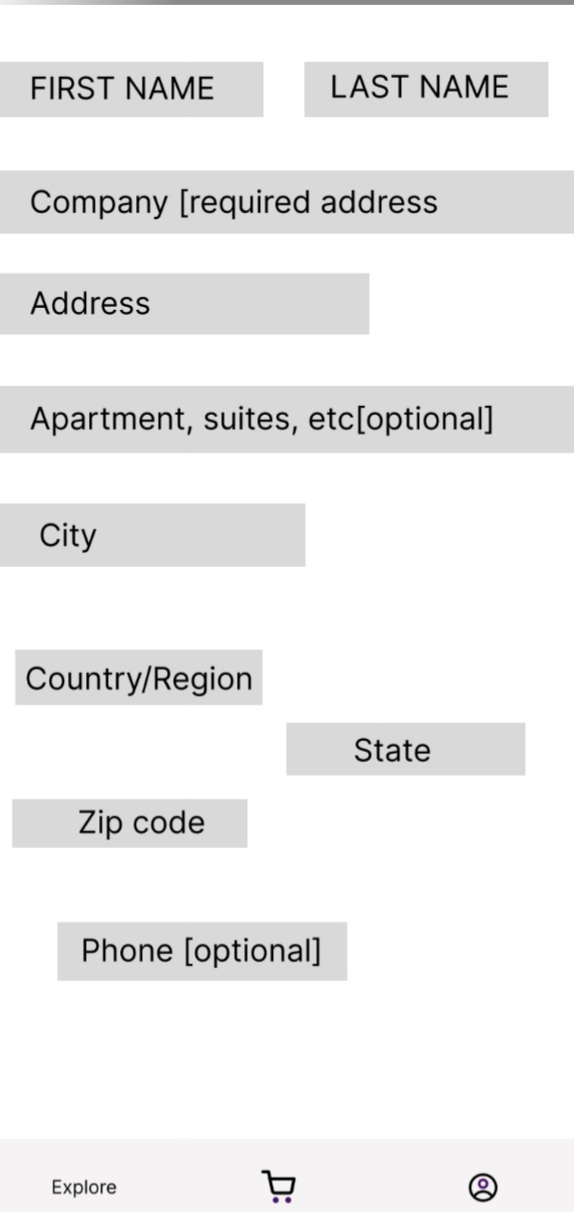 FIRST NAME
LAST NAME
Company [required address
Address
Apartment, suites, etc[optional]
City
Country/Region
State
Zip code
Phone [optional]
Explore